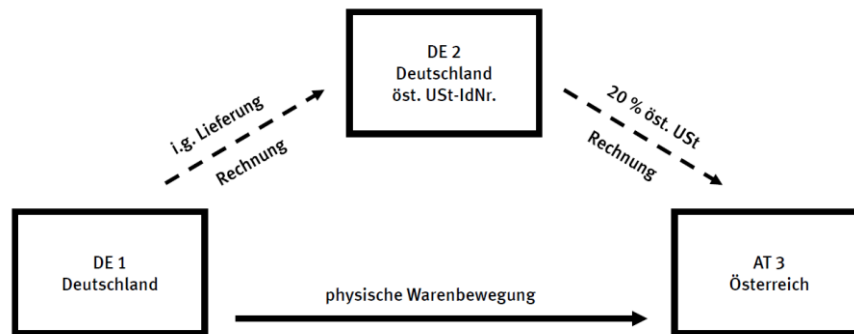 DE 2
Deutschland
öst. USt-IdNr.
i.g. Lieferung
Rechnung
20 % öst. USt
Rechnung
DE 1
Deutschland
physische Warenbewegung
AT 3
Österreich